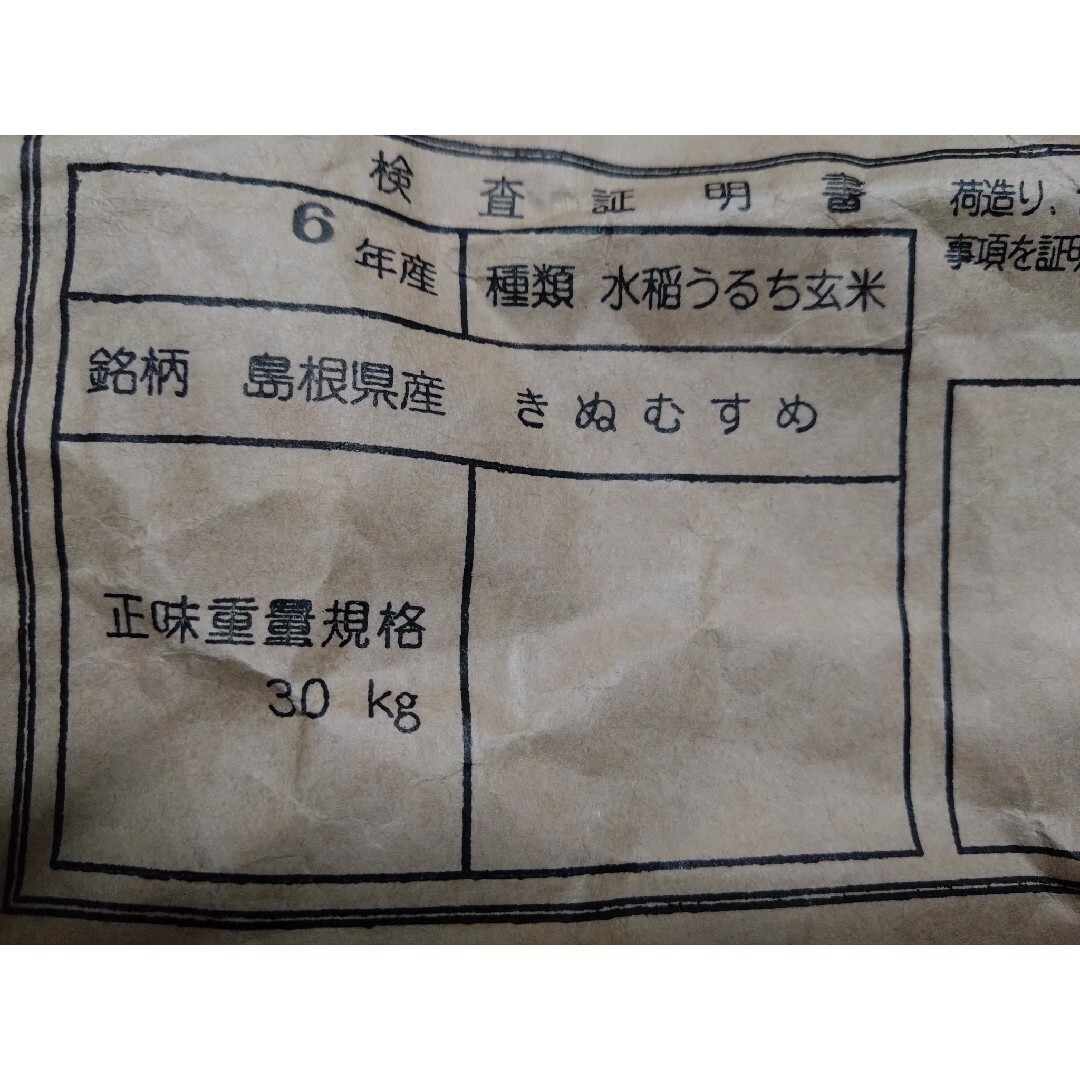 検査証明書
6年産
種類 水稲うるち玄米
銘柄 島根県産 きぬむすめ
正味重量規格
30 kg
荷造り、
事項を証明